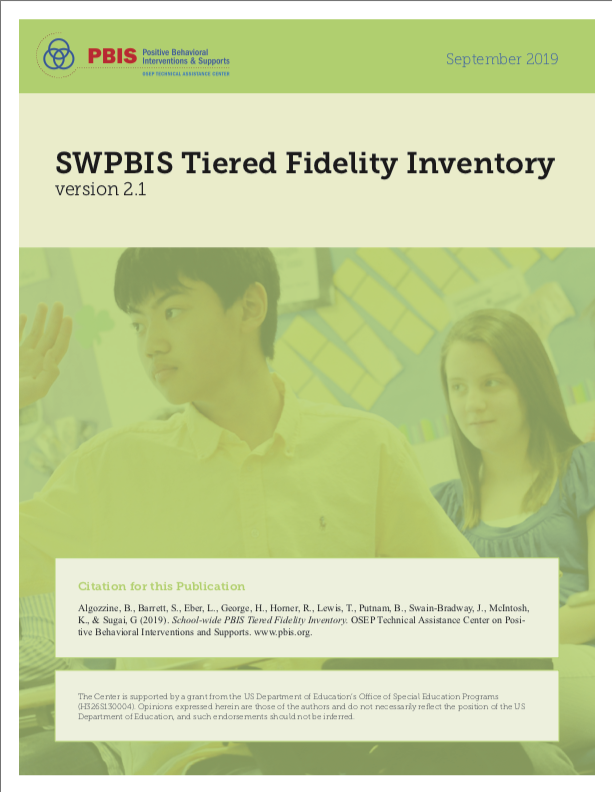 PBIS Positive Behavioral
Interventions & Supports
OSEP TECHNICAL ASSISTANCE CENTER
September 2019
SWPBIS Tiered Fidelity Inventory
version 2.1
Citation for this Publication
Algozzine, B., Barrett, S., Eber, L., George, H., Horner, R., Lewis, T., Putnam, B., Swain-Bradway, J., McIntosh,
K., & Sugai, G (2019). School-wide PBIS Tiered Fidelity Inventory. OSEP Technical Assistance Center on Posi-
tive Behavioral Interventions and Supports. www.pbis.org.
The Center is supported by a grant from the US Department of Education's Office of Special Education Programs
(H326S130004). Opinions expressed herein are those of the authors and do not necessarily reflect the position of the US
Department of Education, and such endorsements should not be inferred.